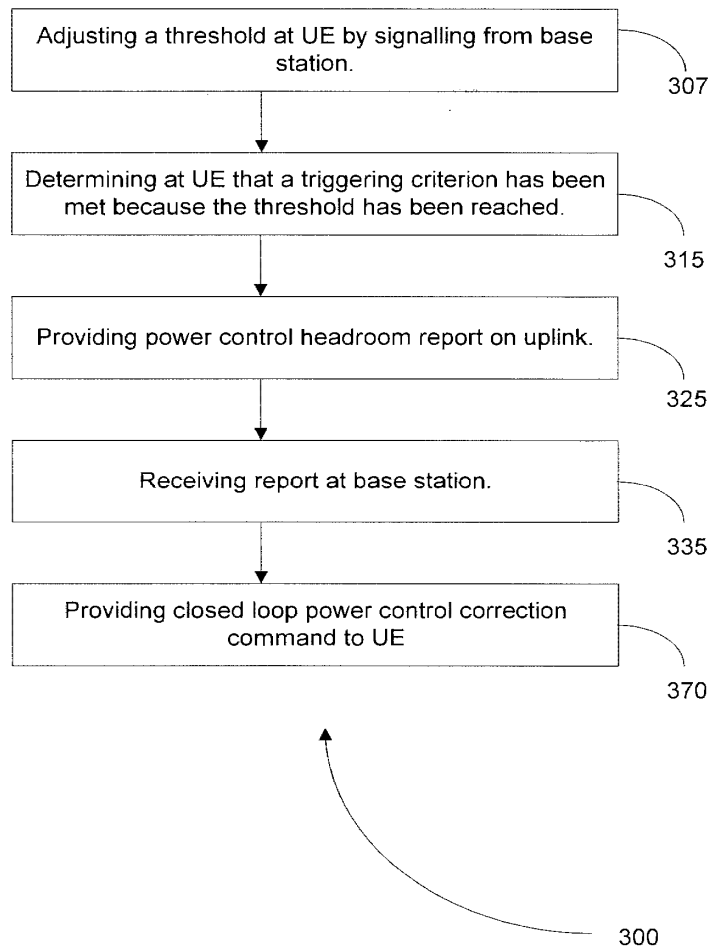 Adjusting a threshold at UE by signalling from base
station.
307
Determining at UE that a triggering criterion has been
met because the threshold has been reached.
315
Providing power control headroom report on uplink.
325
Receiving report at base station.
335
Providing closed loop power control correction
command to UE
370
300